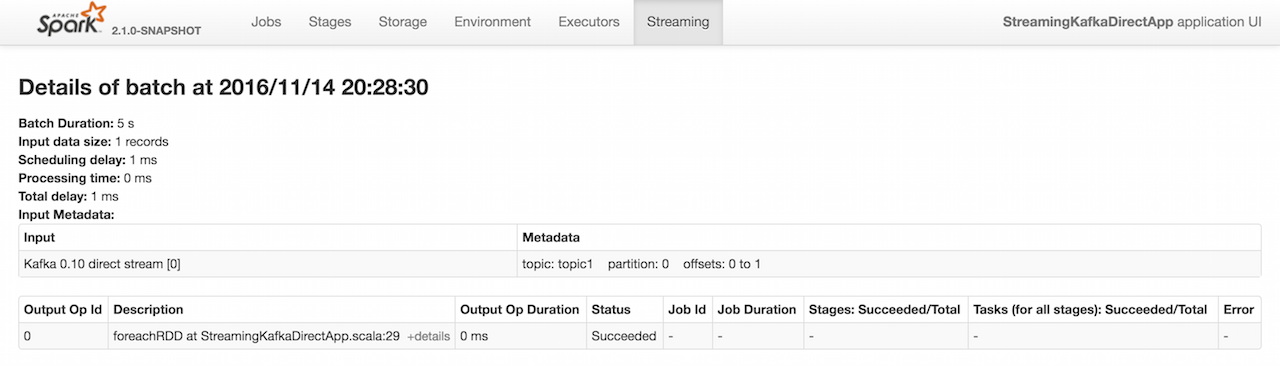 APACHE
Spark 2.1.0-SNAPSHOT Jobs Stages Storage Environment Executors Streaming StreamingKafkaDirectApp application UI
Details of batch at 2016/11/14 20:28:30
Batch Duration: 5 s
Input data size: 1 records
Scheduling delay: 1 ms
Processing time: 0 ms
Total delay: 1 ms
Input Metadata:
Input Metadata
Kafka 0.10 direct stream [0] topic: topic1 partition: 0 offsets: 0 to 1
Output Op Id Description Output Op Duration Status Job Id Job Duration Stages: Succeeded/Total Tasks (for all stages): Succeeded/Total Error
0 foreachRDD at StreamingKafkaDirectApp.scala:29 +details 0 ms Succeeded - - - - -